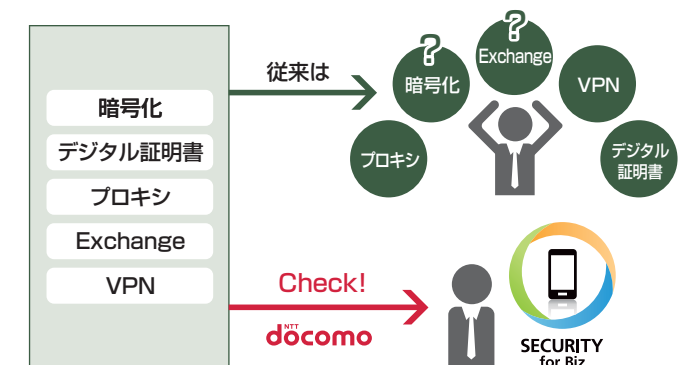 暗号化
デジタル証明書
プロキシ
Exchange
VPN
従来は
?
暗号化
?
Exchange
VPN
プロキシ
デジタル
証明書
Check!
NTT
döcomo
SECURITY
for Biz